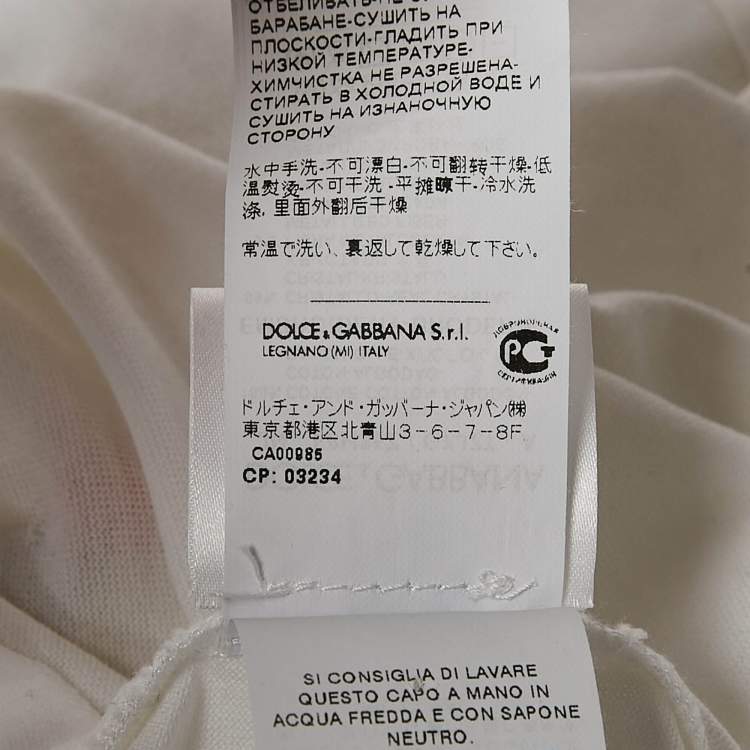 ОТБЕЛИВАТЬ-НЕ
БАРАБАНЕ-СУШИТЬ НА
ПЛОСКОСТИ-ГЛАДИТЬ ПРИ
НИЗКОЙ ТЕМПЕРАТУРЕ-
ХИМЧИСТКА НЕ РАЗРЕШЕНА-
СТИРАТЬ В ХОЛОДНОЙ ВОДЕ И
СУШИТЬ НА ИЗНАНОЧНУЮ
СТОРОНУ
水中手洗-不可漂白-不可翻转干燥-低
温熨烫-不可干洗-平摊晾干-冷水洗
涤, 里面外翻后干燥
常温で洗い、裏返して乾燥して下さい。
DOLCE & GABBANA S.r.l.
LEGNANO (MI) ITALY
ДОБРОВОЛЬНАЯ
РСТ
СЕРТИФИКАЦИЯ
ドルチェ・アンド・ガッバーナ・ジャパン㈱
東京都港区北青山3-6-7-8F
CA00985
CP: 03234
SI CONSIGLIA DI LAVARE
QUESTO CAPO A MANO IN
ACQUA FREDDA E CON SAPONE
NEUTRO.